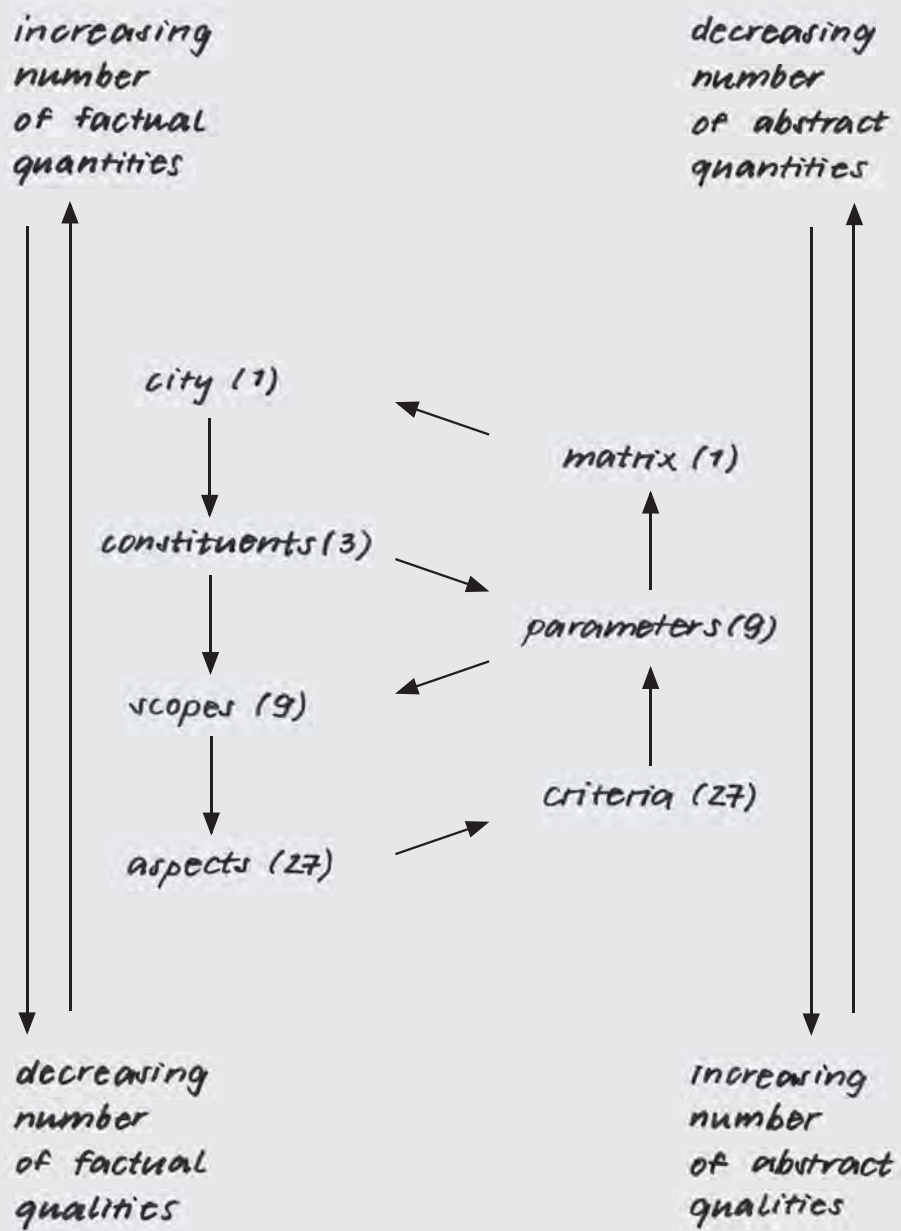 increasing
number
of factual
quantities
decreasing
number
of abstract
quantities
city (1)
matrix (1)
constituents (3)
parameters (9)
scopes (9)
criteria (27)
aspects (27)
decreasing
number
of factual
qualities
increasing
number
of abstract
qualities